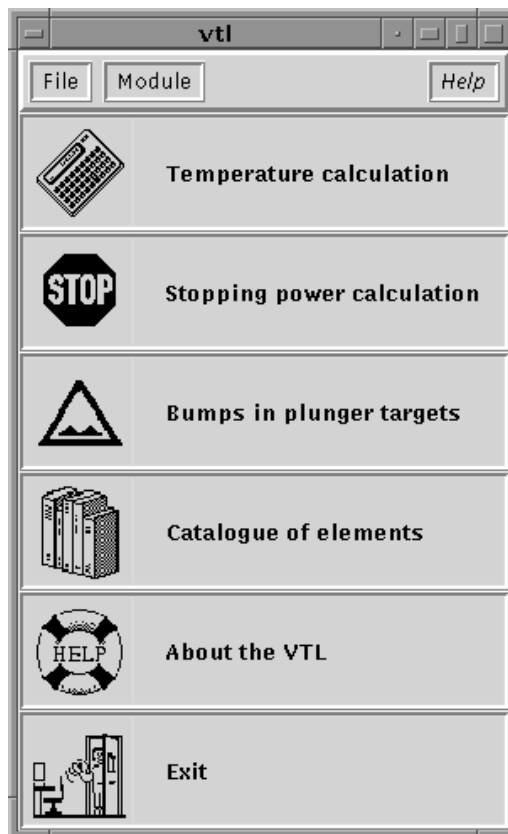 vtl
File Module Help
Temperature calculation
STOP
Stopping power calculation
Bumps in plunger targets
Catalogue of elements
HELP
About the VTL
Exit